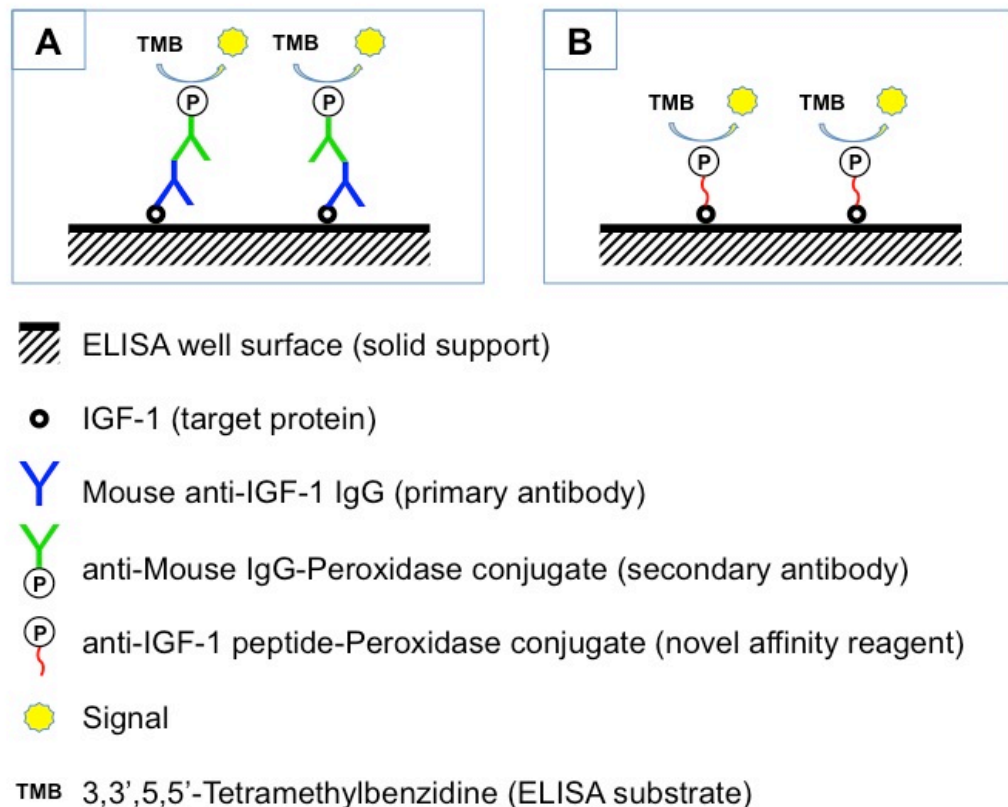 A
TMB
TMB
P
P
B
TMB
TMB
P
P
ELISA well surface (solid support)
IGF-1 (target protein)
Mouse anti-IGF-1 IgG (primary antibody)
P
anti-Mouse IgG-Peroxidase conjugate (secondary antibody)
P
anti-IGF-1 peptide-Peroxidase conjugate (novel affinity reagent)
Signal
TMB 3,3’,5,5’-Tetramethylbenzidine (ELISA substrate)